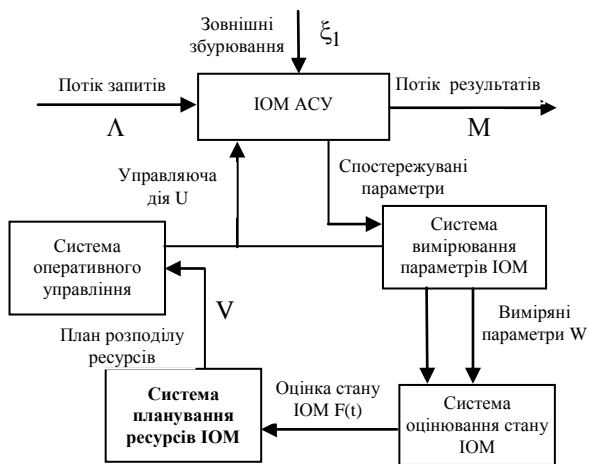 Зовнішні
збурювання
ξ1
Потік запитів
Λ
ІОМ АСУ
Потік результатів
М
Управляюча
дія U
Спостережувані
параметри
Система
оперативного
управління
Система
вимірювання
параметрів ІОМ
V
План розподілу
ресурсів
Виміряні
параметри W
Система
планування
ресурсів ІОМ
Оцінка стану
ІОМ F(t)
Система
оцінювання стану
ІОМ